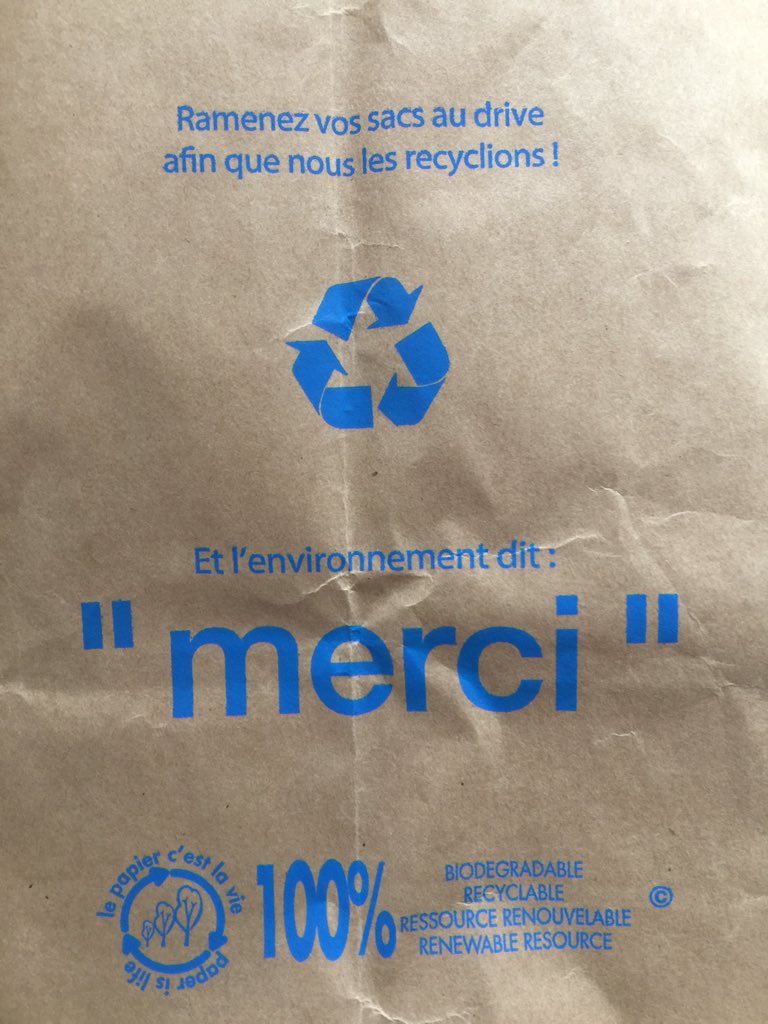 Ramenez vos sacs au drive
afin que nous les recyclions !
Et l'environnement dit :
" merci "
le papier c'est la vie
paper is life
100%
BIODEGRADABLE
RECYCLABLE
RESSOURCE RENOUVELABLE
RENEWABLE RESOURCE
©